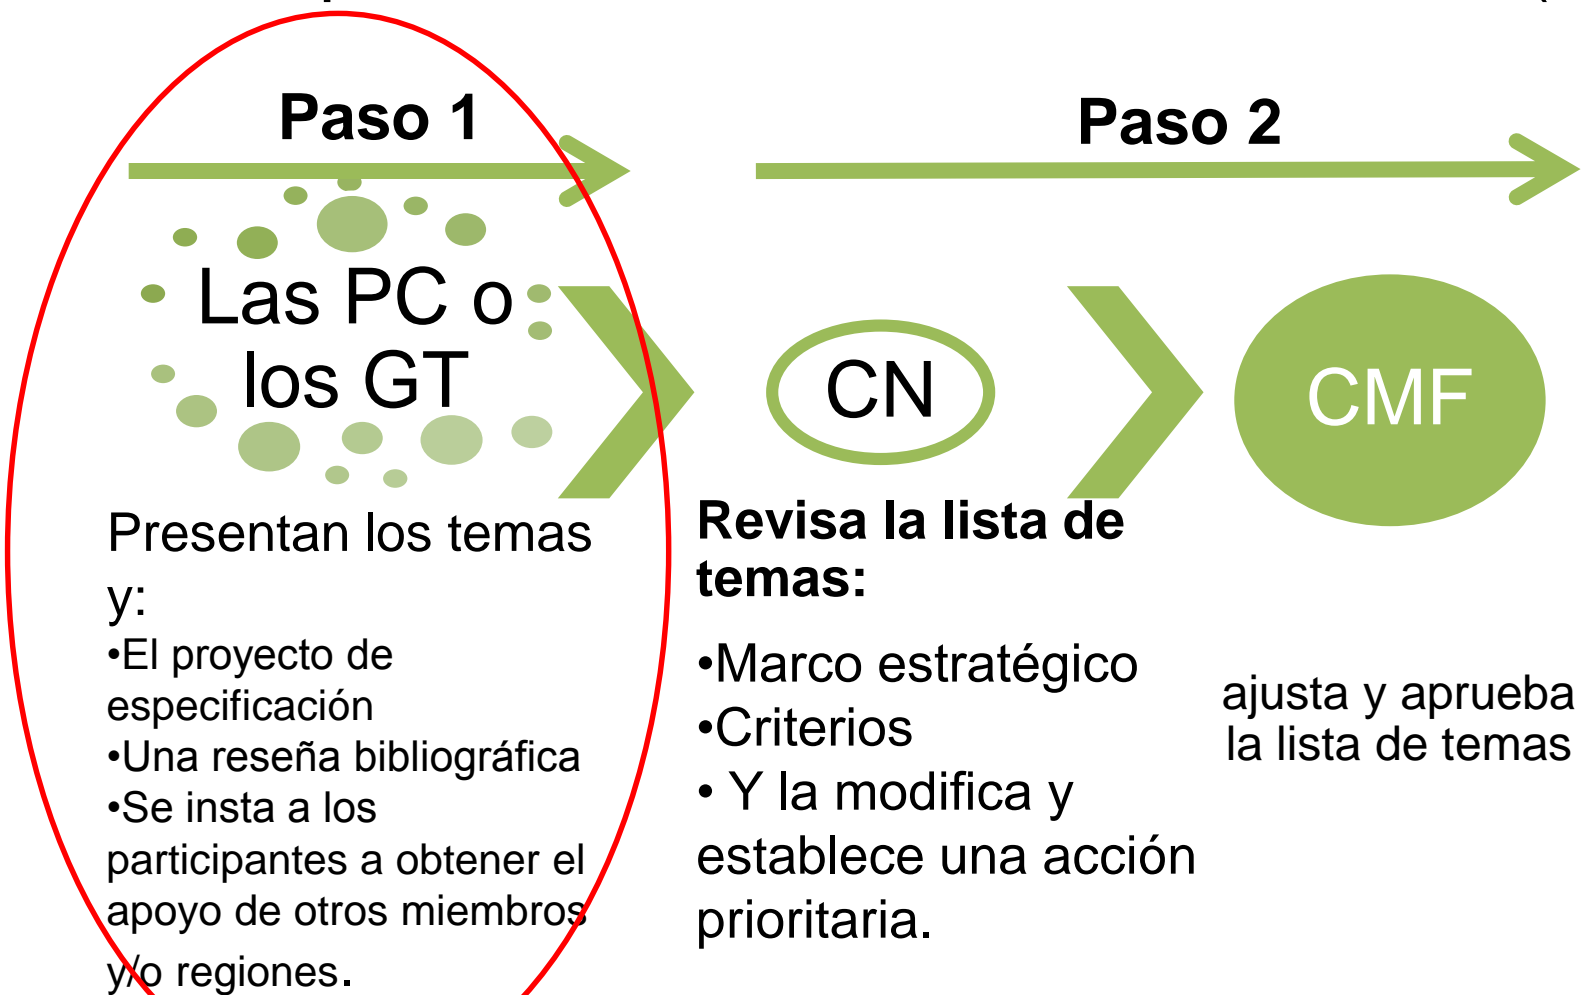 Paso 1
Las PC o
los GT
Presentan los temas
y:
•El proyecto de
especificación
•Una reseña bibliográfica
•Se insta a los
participantes a obtener el
apoyo de otros miembros
y/o regiones.
Paso 2
CN
Revisa la lista de
temas:
•Marco estratégico
•Criterios
• Y la modifica y
establece una acción
prioritaria.
CMF
ajusta y aprueba
la lista de temas